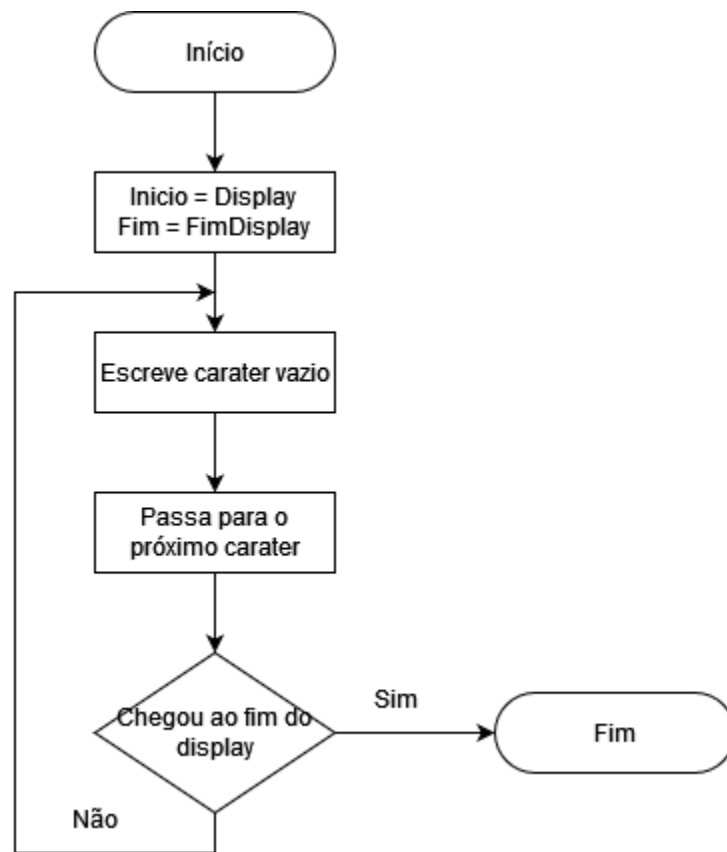 Início
Inicio = Display
Fim = FimDisplay
Escreve carater vazio
Passa para o
próximo carater
Chegou ao fim do
display
Sim
Fim
Não